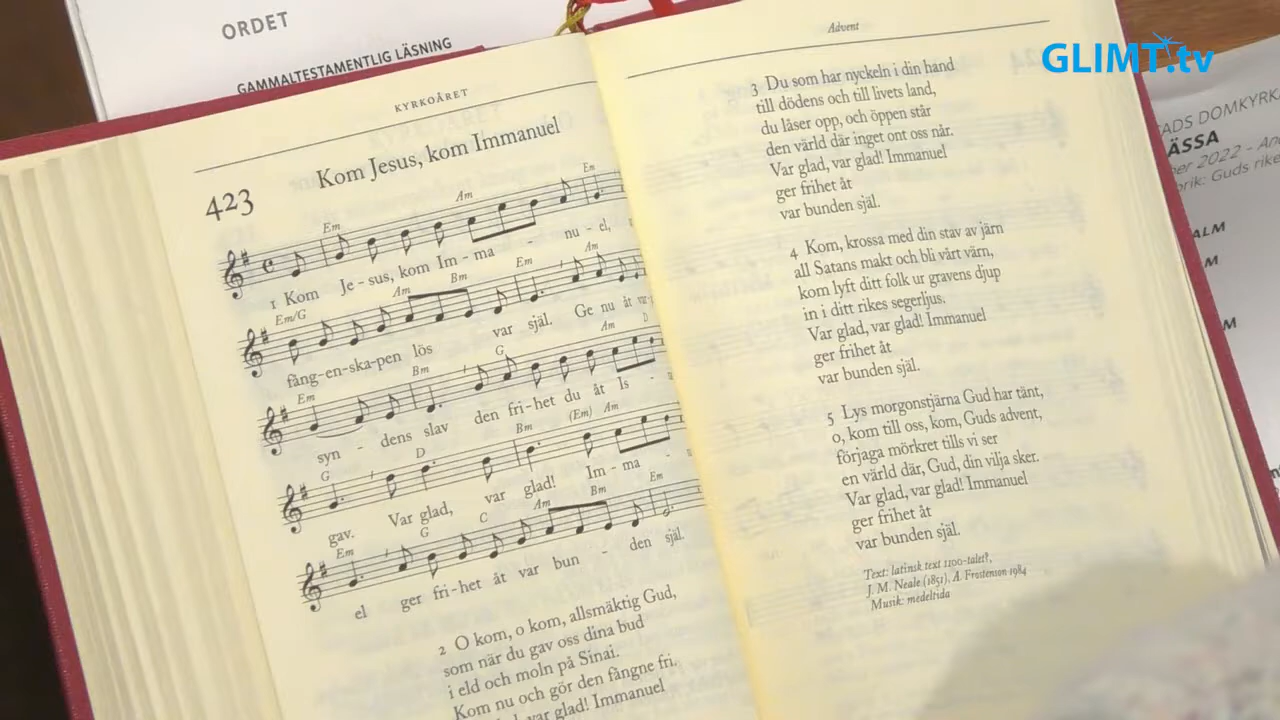 ORDET
GAMMALTESTAMENTLIG LÄSNING
KYRKOÅRET
Kom Jesus, kom Immanuel
423
Em Am Em
1 Kom Je-sus, kom Im-ma - nu-el,
Em/G Am Bm Em Am
fång-en-ska-pen lös var själ. Ge nu åt
Em Bm G Am D
syn - dens slav den fri-het du åt Is -
G D Bm (Em) Am
gav. Var glad, var glad! Im-ma -
Em G C Am Bm Em
el ger fri-het åt var bun - den själ.
2 O kom, o kom, allsmäktig Gud,
som när du gav oss dina bud
i eld och moln på Sinai.
Kom nu och gör den fångne fri.
var glad! Immanuel
Advent
3 Du som har nyckeln i din hand
till dödens och till livets land,
du låser opp, och öppen står
den värld där inget ont oss når.
Var glad, var glad! Immanuel
ger frihet åt
var bunden själ.
4 Kom, krossa med din stav av järn
all Satans makt och bli vårt värn,
kom lyft ditt folk ur gravens djup
in i ditt rikes segerljus.
Var glad, var glad! Immanuel
ger frihet åt
var bunden själ.
5 Lys morgonstjärna Gud har tänt,
o, kom till oss, kom, Guds advent,
förjaga mörkret tills vi ser
en värld där, Gud, din vilja sker.
Var glad, var glad! Immanuel
ger frihet åt
var bunden själ.
Text: latinsk text 1100-talet?,
J. M. Neale (1851), A. Frostenson 1984
Musik: medeltida
GLIMT.tv
ADS DOMKYRKA
ÄSSA
er 2022 - An
rik: Guds rike
ALM
M
M